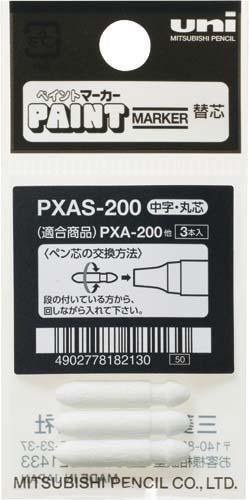 uni
MITSUBISHI PENCIL
ペイントマーカー
PAINT MARKER 替芯
PXAS-200 中字・丸芯
(適合商品) PXA-200他 3本入
〈ペン芯の交換方法〉
段の付いている方から、
回しながら入れて下さい。
4902778182130
50
MITSUBISHI PENCIL CO., LTD.